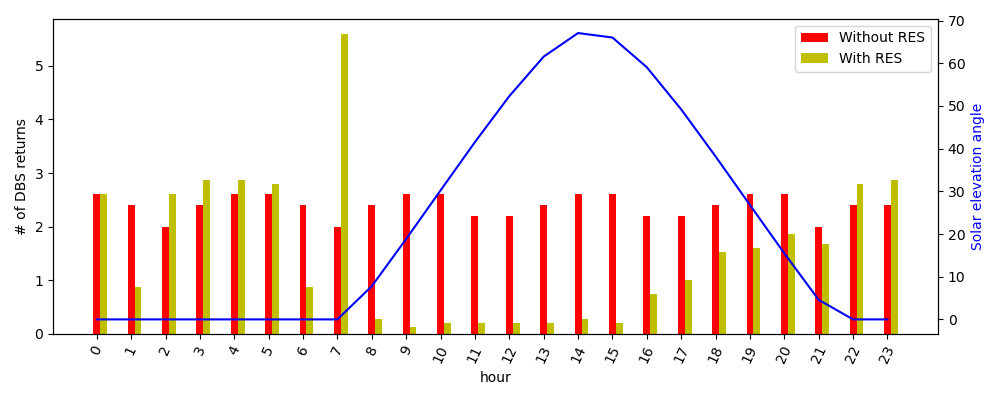 Without RES
With RES
# of DBS returns
0
1
2
3
4
5
Solar elevation angle
0
10
20
30
40
50
60
70
0 1 2 3 4 5 6 7 8 9 10 11 12 13 14 15 16 17 18 19 20 21 22 23
hour